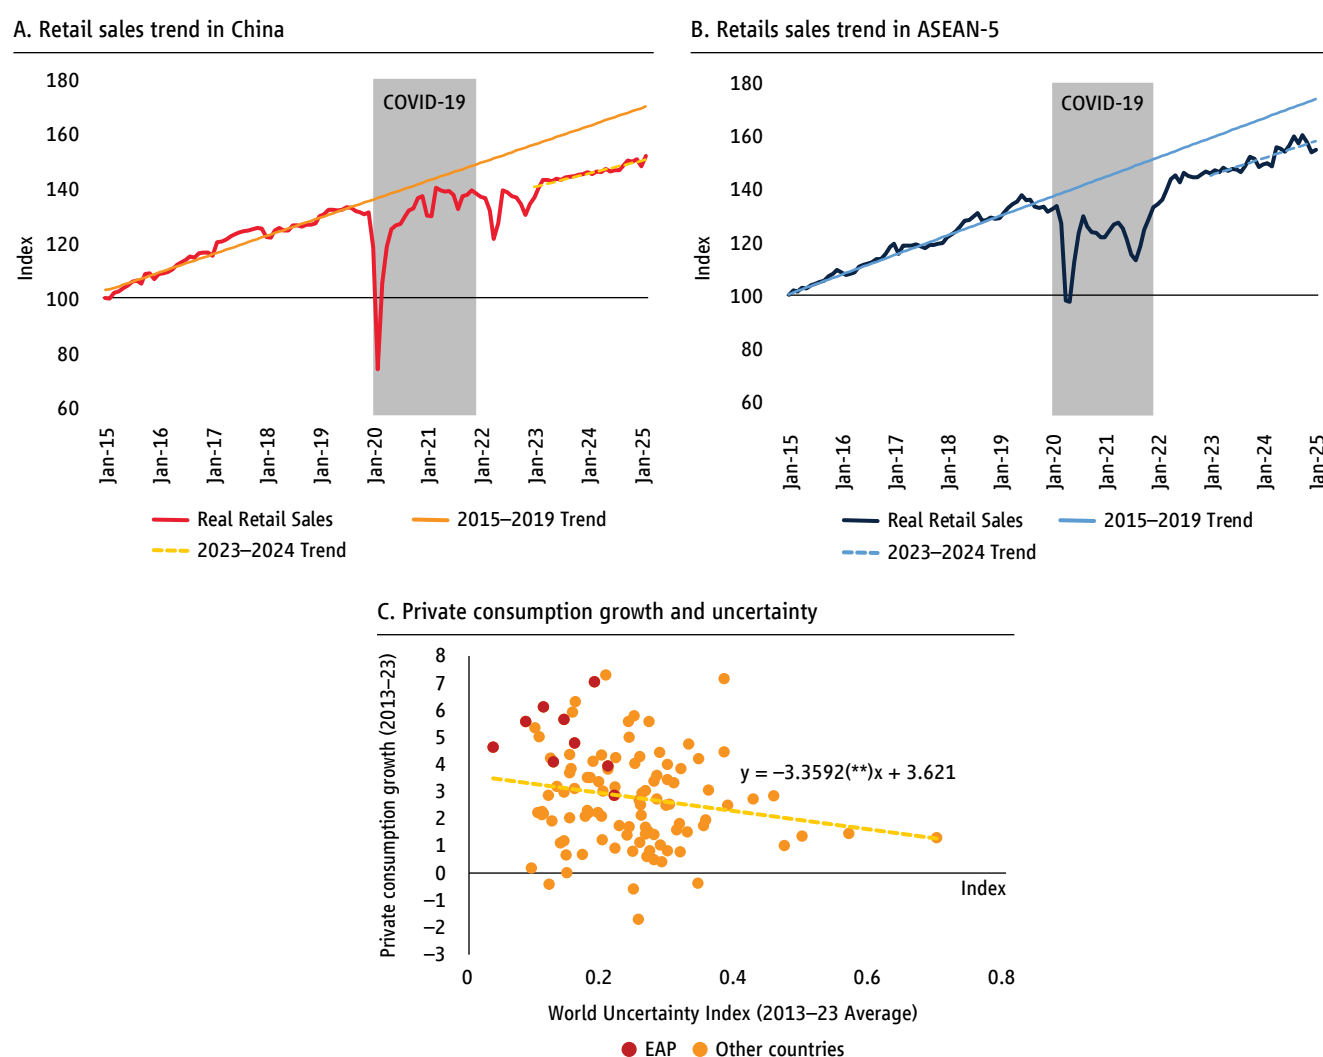 A. Retail sales trend in China
Index
180
160
140
120
100
80
60
COVID-19
Jan-15
Jan-16
Jan-17
Jan-18
Jan-19
Jan-20
Jan-21
Jan-22
Jan-23
Jan-24
Jan-25
Real Retail Sales
2015–2019 Trend
2023–2024 Trend
B. Retails sales trend in ASEAN-5
Index
180
160
140
120
100
80
60
COVID-19
Jan-15
Jan-16
Jan-17
Jan-18
Jan-19
Jan-20
Jan-21
Jan-22
Jan-23
Jan-24
Jan-25
Real Retail Sales
2015–2019 Trend
2023–2024 Trend
C. Private consumption growth and uncertainty
Private consumption growth (2013–23)
8
7
6
5
4
3
2
1
0
–1
–2
–3
y = –3.3592(**)x + 3.621
Index
0
0.2
0.4
0.6
0.8
World Uncertainty Index (2013–23 Average)
EAP
Other countries